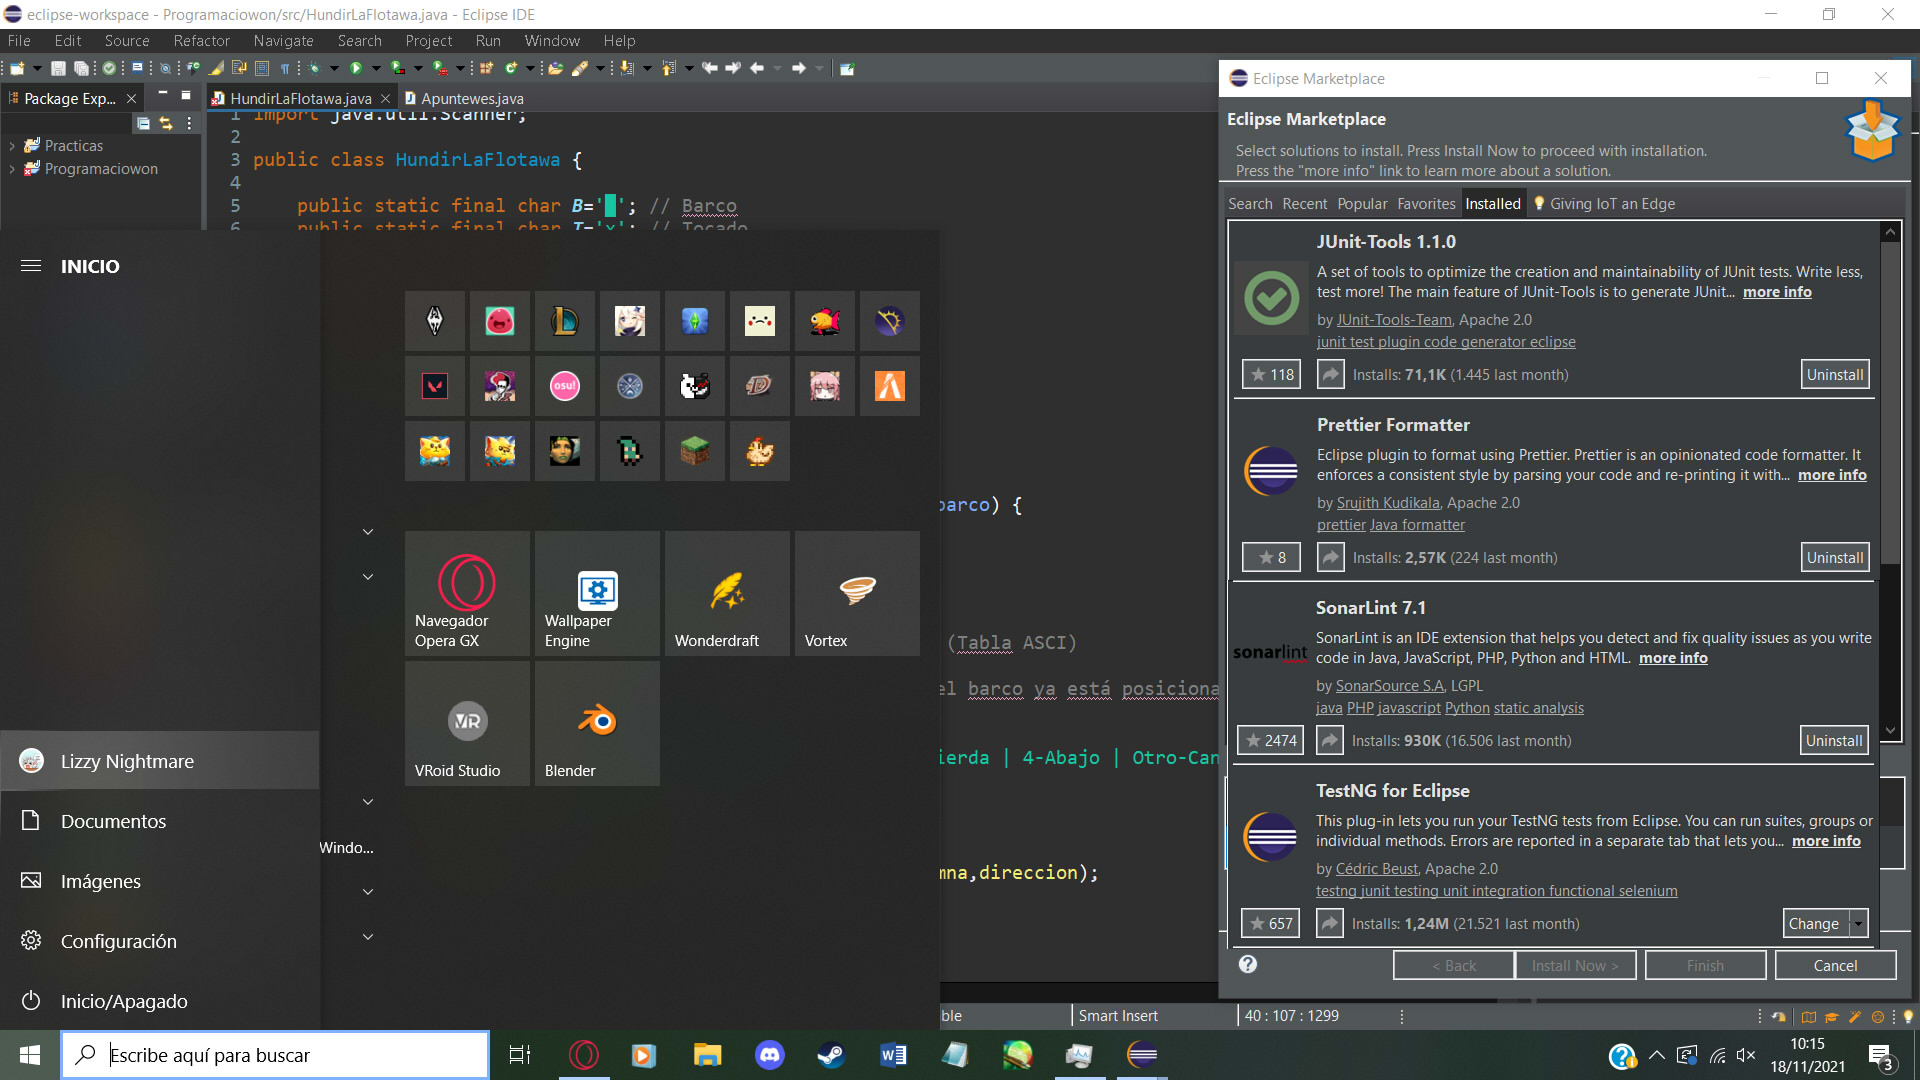 eclipse-workspace - Programaciowon/src/HundirLaFlotawa.java - Eclipse IDE
File Edit Source Refactor Navigate Search Project Run Window Help
Package Exp...
HundirLaFlotawa.java
Apuntewes.java
Practicas
Programaciowon
1 import java.util.Scanner;
2
3 public class HundirLaFlotawa {
4
5 public static final char B=' '; // Barco
6 public static final char T='x'; // Tocado
barco) {
(Tabla ASCI)
el barco ya está posiciona
ierda | 4-Abajo | Otro-Can
mna,direccion);
INICIO
osu!
Navegador Opera GX
Wallpaper Engine
Wonderdraft
Vortex
VR
VRoid Studio
Blender
Windo...
Lizzy Nightmare
Documentos
Imágenes
Configuración
Inicio/Apagado
Eclipse Marketplace
Eclipse Marketplace
Select solutions to install. Press Install Now to proceed with installation.
Press the "more info" link to learn more about a solution.
Search Recent Popular Favorites Installed Giving IoT an Edge
JUnit-Tools 1.1.0
A set of tools to optimize the creation and maintainability of JUnit tests. Write less,
test more! The main feature of JUnit-Tools is to generate JUnit... more info
by JUnit-Tools-Team, Apache 2.0
junit test plugin code generator eclipse
118 Installs: 71,1K (1.445 last month) Uninstall
Prettier Formatter
Eclipse plugin to format using Prettier. Prettier is an opinionated code formatter. It
enforces a consistent style by parsing your code and re-printing it with... more info
by Srujith Kudikala, Apache 2.0
prettier Java formatter
8 Installs: 2,57K (224 last month) Uninstall
SonarLint 7.1
sonarlint
SonarLint is an IDE extension that helps you detect and fix quality issues as you write
code in Java, JavaScript, PHP, Python and HTML. more info
by SonarSource S.A, LGPL
java PHP javascript Python static analysis
2474 Installs: 930K (16.506 last month) Uninstall
TestNG for Eclipse
This plug-in lets you run your TestNG tests from Eclipse. You can run suites, groups or
individual methods. Errors are reported in a separate tab that lets you... more info
by Cédric Beust, Apache 2.0
testng junit testing unit integration functional selenium
657 Installs: 1,24M (21.521 last month) Change
? < Back Install Now > Finish Cancel
ble Smart Insert 40 : 107 : 1299
Escribe aquí para buscar
10:15
18/11/2021
3